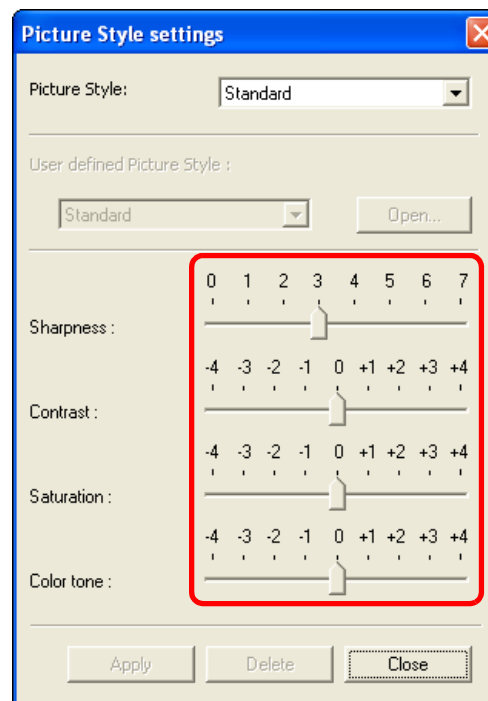 Picture Style settings
Picture Style: Standard
User defined Picture Style :
Standard Open...
0 1 2 3 4 5 6 7
Sharpness :
-4 -3 -2 -1 0 +1 +2 +3 +4
Contrast :
-4 -3 -2 -1 0 +1 +2 +3 +4
Saturation :
-4 -3 -2 -1 0 +1 +2 +3 +4
Color tone :
Apply Delete Close